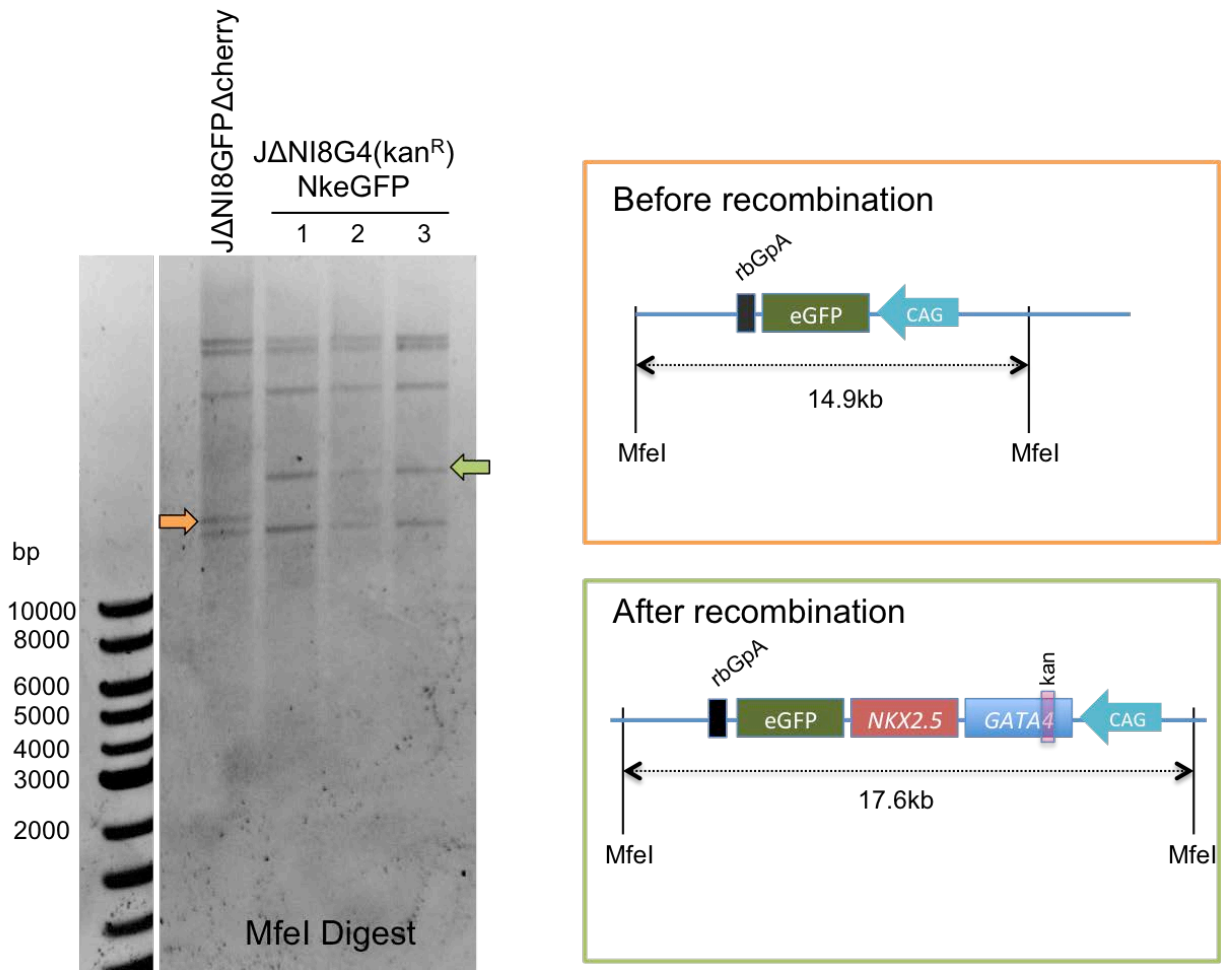 JΔNI8GFPΔcherry
JΔNI8G4(kanᴿ)
NkeGFP
1 2 3
bp
10000
8000
6000
5000
4000
3000
2000
MfeI Digest
Before recombination
rbGpA
eGFP
CAG
14.9kb
MfeI MfeI
After recombination
rbGpA
kan
eGFP
NKX2.5
GATA4
CAG
17.6kb
MfeI MfeI